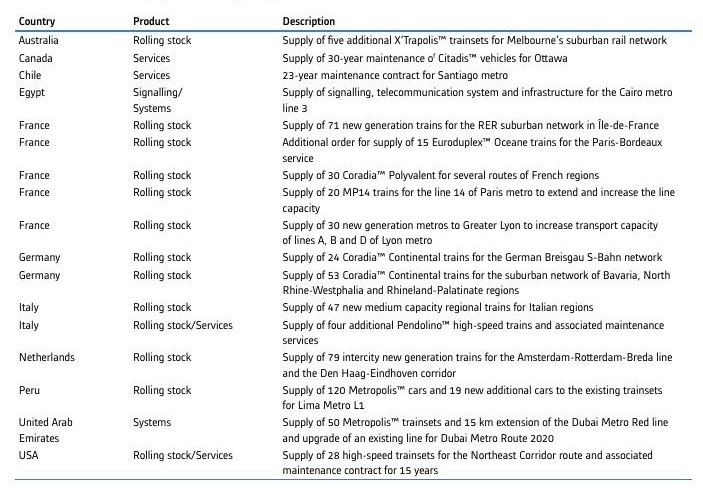 Country Product Description
Australia Rolling stock Supply of five additional X'Trapolis™ trainsets for Melbourne's suburban rail network
Canada Services Supply of 30-year maintenance of Citadis™ vehicles for Ottawa
Chile Services 23-year maintenance contract for Santiago metro
Egypt Signalling/ Supply of signalling, telecommunication system and infrastructure for the Cairo metro
Systems line 3
France Rolling stock Supply of 71 new generation trains for the RER suburban network in Île-de-France
France Rolling stock Additional order for supply of 15 Euroduplex™ Oceane trains for the Paris-Bordeaux
service
France Rolling stock Supply of 30 Coradia™ Polyvalent for several routes of French regions
France Rolling stock Supply of 20 MP14 trains for the line 14 of Paris metro to extend and increase the line
capacity
France Rolling stock Supply of 30 new generation metros to Greater Lyon to increase transport capacity
of lines A, B and D of Lyon metro
Germany Rolling stock Supply of 24 Coradia™ Continental trains for the German Breisgau S-Bahn network
Germany Rolling stock Supply of 53 Coradia™ Continental trains for the suburban network of Bavaria, North
Rhine-Westphalia and Rhineland-Palatinate regions
Italy Rolling stock Supply of 47 new medium capacity regional trains for Italian regions
Italy Rolling stock/Services Supply of four additional Pendolino™ high-speed trains and associated maintenance
services
Netherlands Rolling stock Supply of 79 intercity new generation trains for the Amsterdam-Rotterdam-Breda line
and the Den Haag-Eindhoven corridor
Peru Rolling stock Supply of 120 Metropolis™ cars and 19 new additional cars to the existing trainsets
for Lima Metro L1
United Arab Systems Supply of 50 Metropolis™ trainsets and 15 km extension of the Dubai Metro Red line
Emirates and upgrade of an existing line for Dubai Metro Route 2020
USA Rolling stock/Services Supply of 28 high-speed trainsets for the Northeast Corridor route and associated
maintenance contract for 15 years